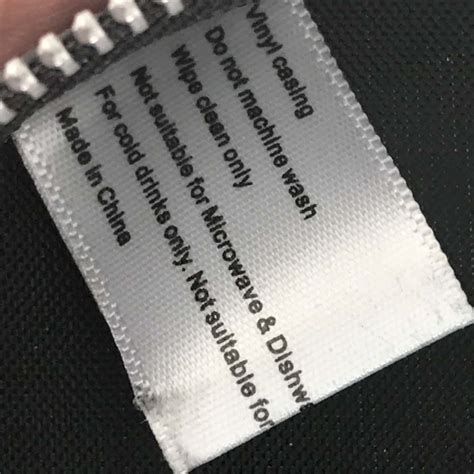 Vinyl casing
Do not machine wash
Wipe clean only
Not suitable for Microwave & Dishwa
For cold drinks only. Not suitable for
Made in China